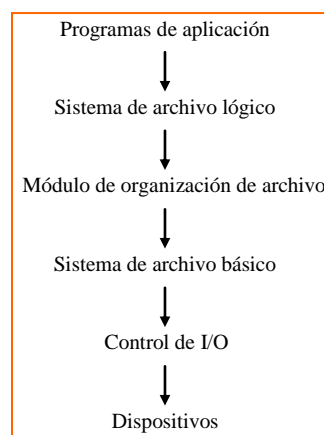 Programas de aplicación
Sistema de archivo lógico
Módulo de organización de archivo
Sistema de archivo básico
Control de I/O
Dispositivos